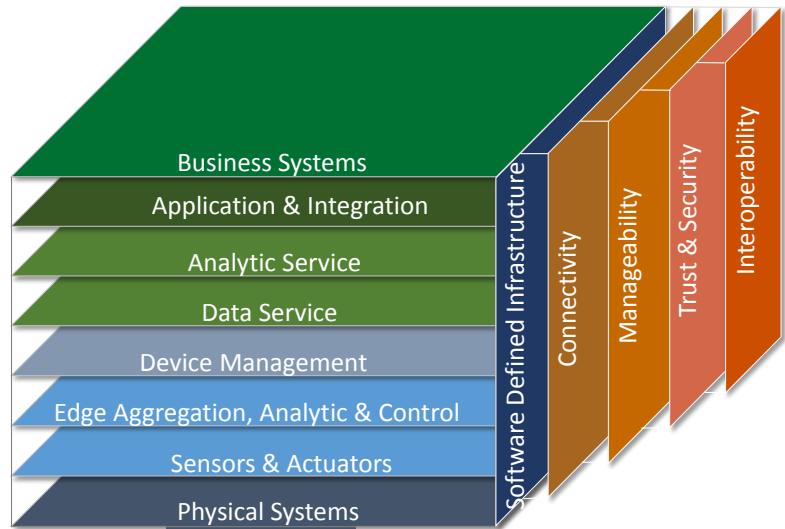 Business Systems
Application & Integration
Analytic Service
Data Service
Device Management
Edge Aggregation, Analytic & Control
Sensors & Actuators
Physical Systems
Software Defined Infrastructure
Connectivity
Manageability
Trust & Security
Interoperability